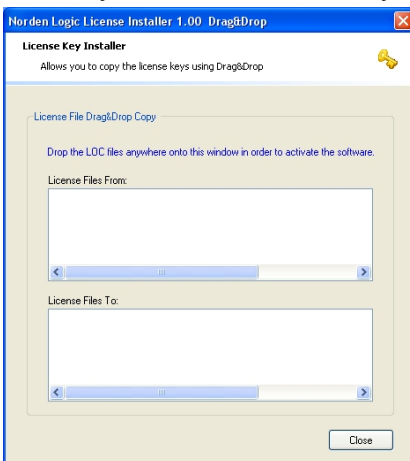 Norden Logic License Installer 1.00 Drag&Drop
License Key Installer
Allows you to copy the license keys using Drag&Drop
License File Drag&Drop Copy
Drop the LOC files anywhere onto this window in order to activate the software.
License Files From:
License Files To:
Close